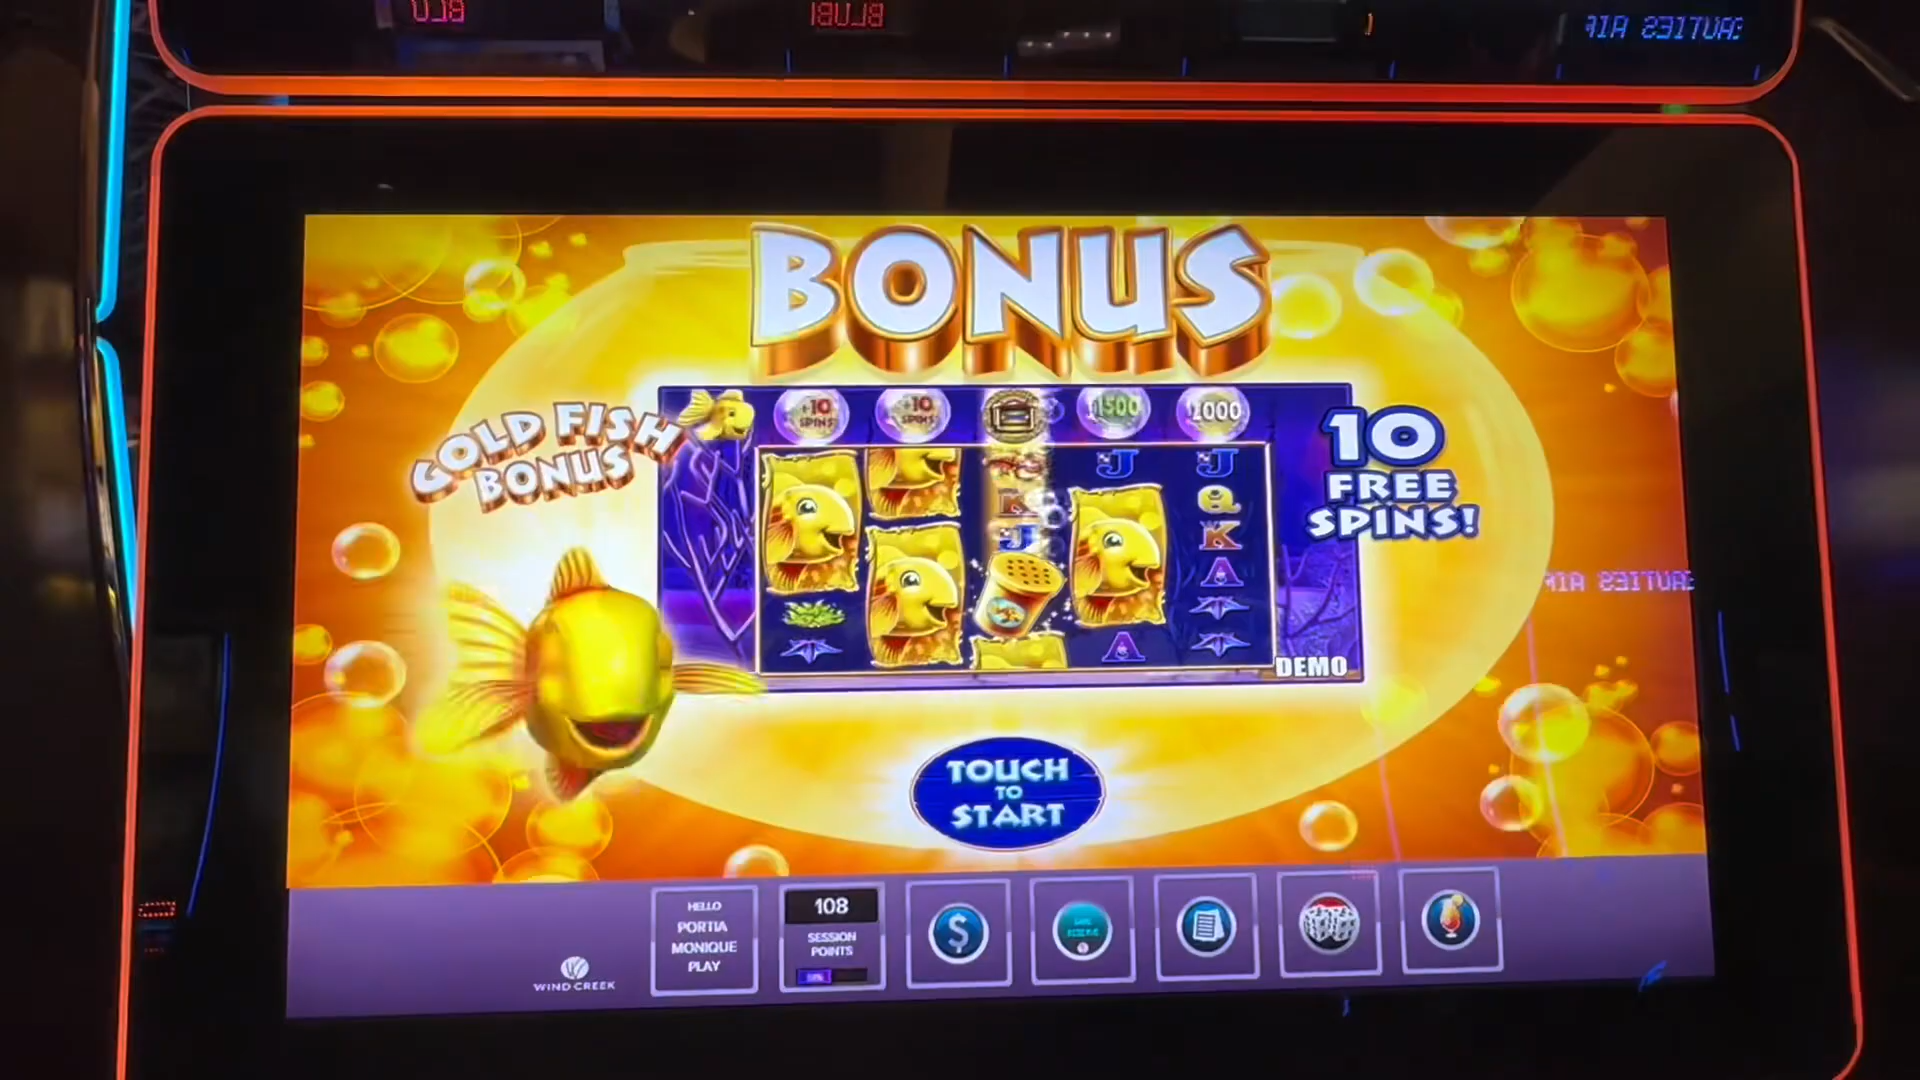 BONUS
GOLD FISH
BONUS
+10
SPINS
+10
SPINS
1500
2000
10
FREE
SPINS!
J
J
Q
K
K
J
A
A
DEMO
TOUCH
TO
START
HELLO
PORTIA
MONIQUE
PLAY
108
SESSION
POINTS
WIND CREEK